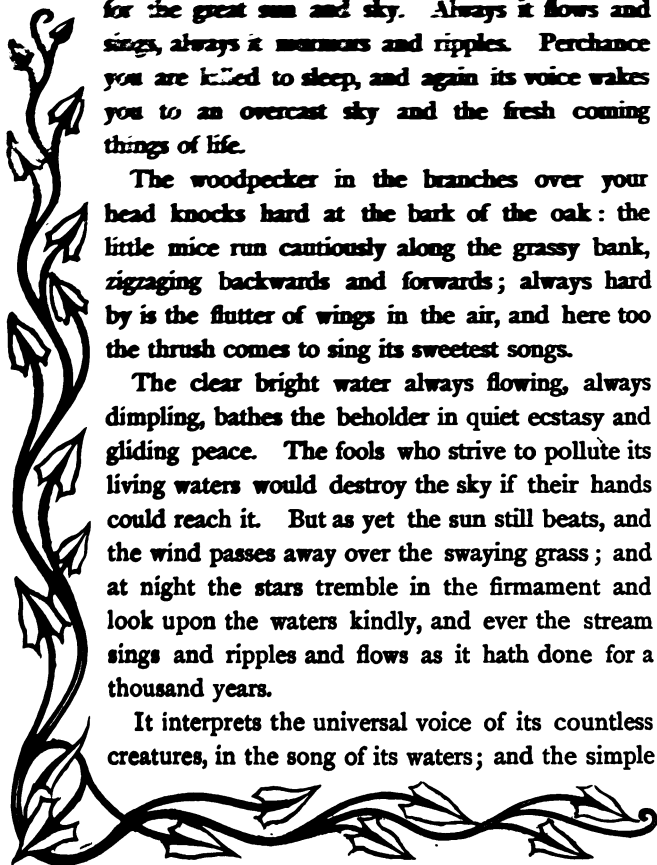 for the great sun and sky. Always it flows and
sings, always it murmurs and ripples. Perchance
you are lulled to sleep, and again its voice wakes
you to an overcast sky and the fresh coming
things of life.
The woodpecker in the branches over your
head knocks hard at the bark of the oak: the
little mice run cautiously along the grassy bank,
zigzaging backwards and forwards; always hard
by is the flutter of wings in the air, and here too
the thrush comes to sing its sweetest songs.
The clear bright water always flowing, always
dimpling, bathes the beholder in quiet ecstasy and
gliding peace. The fools who strive to pollute its
living waters would destroy the sky if their hands
could reach it. But as yet the sun still beats, and
the wind passes away over the swaying grass; and
at night the stars tremble in the firmament and
look upon the waters kindly, and ever the stream
sings and ripples and flows as it hath done for a
thousand years.
It interprets the universal voice of its countless
creatures, in the song of its waters; and the simple